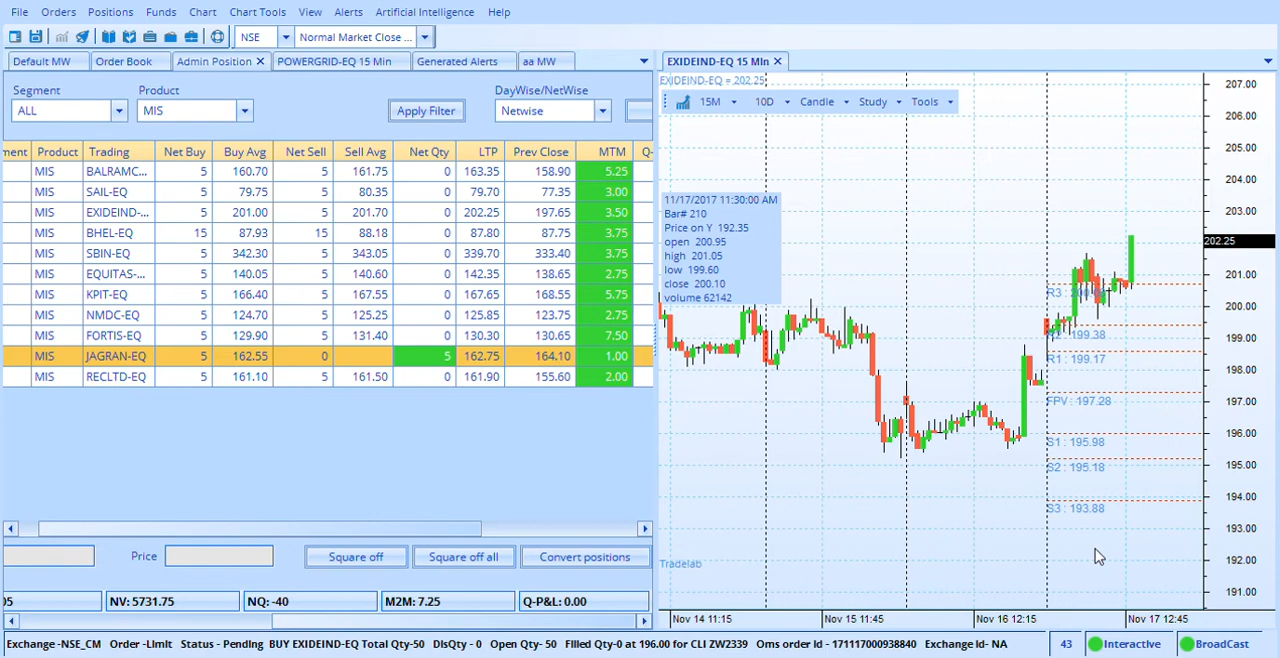 File Orders Positions Funds Chart Chart Tools View Alerts Artificial Intelligence Help
NSE Normal Market Close ...
Default MW Order Book Admin Position POWERGRID-EQ 15 Min Generated Alerts aa MW
Segment Product DayWise/NetWise
ALL MIS Apply Filter Netwise
ment Product Trading Net Buy Buy Avg Net Sell Sell Avg Net Qty LTP Prev Close MTM Q-
MIS BALRAMC... 5 160.70 5 161.75 0 163.35 158.90 5.25
MIS SAIL-EQ 5 79.75 5 80.35 0 79.70 77.35 3.00
MIS EXIDEIND-... 5 201.00 5 201.70 0 202.25 197.65 3.50
MIS BHEL-EQ 15 87.93 15 88.18 0 87.80 87.75 3.75
MIS SBIN-EQ 5 342.30 5 343.05 0 339.70 333.40 3.75
MIS EQUITAS-... 5 140.05 5 140.60 0 142.35 138.65 2.75
MIS KPIT-EQ 5 166.40 5 167.55 0 167.65 168.55 5.75
MIS NMDC-EQ 5 124.70 5 125.25 0 124.80 123.75 2.75
MIS FORTIS-EQ 5 129.90 5 131.40 0 130.30 130.65 7.50
MIS JAGRAN-EQ 5 162.55 0 5 162.75 164.10 1.00
MIS RECLTD-EQ 5 161.10 5 161.50 0 161.90 155.60 2.00
Price Square off Square off all Convert positions
05 NV: 5731.75 NQ: -40 M2M: 7.25 Q-P&L: 0.00
EXIDEIND-EQ 15 MIn
EXIDEIND-EQ = 202.25
15M 10D Candle Study Tools
11/17/2017 11:30:00 AM
Bar# 210
Price on Y 192.35
open 200.95
high 201.05
low 199.60
close 200.10
volume 62142
207.00
206.00
205.00
204.00
203.00
202.25
201.00
200.00
199.00
198.00
197.00
196.00
195.00
194.00
193.00
192.00
191.00
R3 : 200
199.38
R1 : 199.17
FPV : 197.28
S1 : 195.98
S2 : 195.18
S3 : 193.88
Tradelab
Nov 14 11:15 Nov 15 11:45 Nov 16 12:15 Nov 17 12:45
Exchange -NSE_CM Order -LImIt Status - Pending BUY EXIDEIND-EQ Total Qty-50 DIsQty - 0 Open Qty- 50 Filled Qty-0 at 196.00 for CLI ZW2339 Oms order Id - 171117000938840 Exchange Id- NA 43 Interactive BroadCast